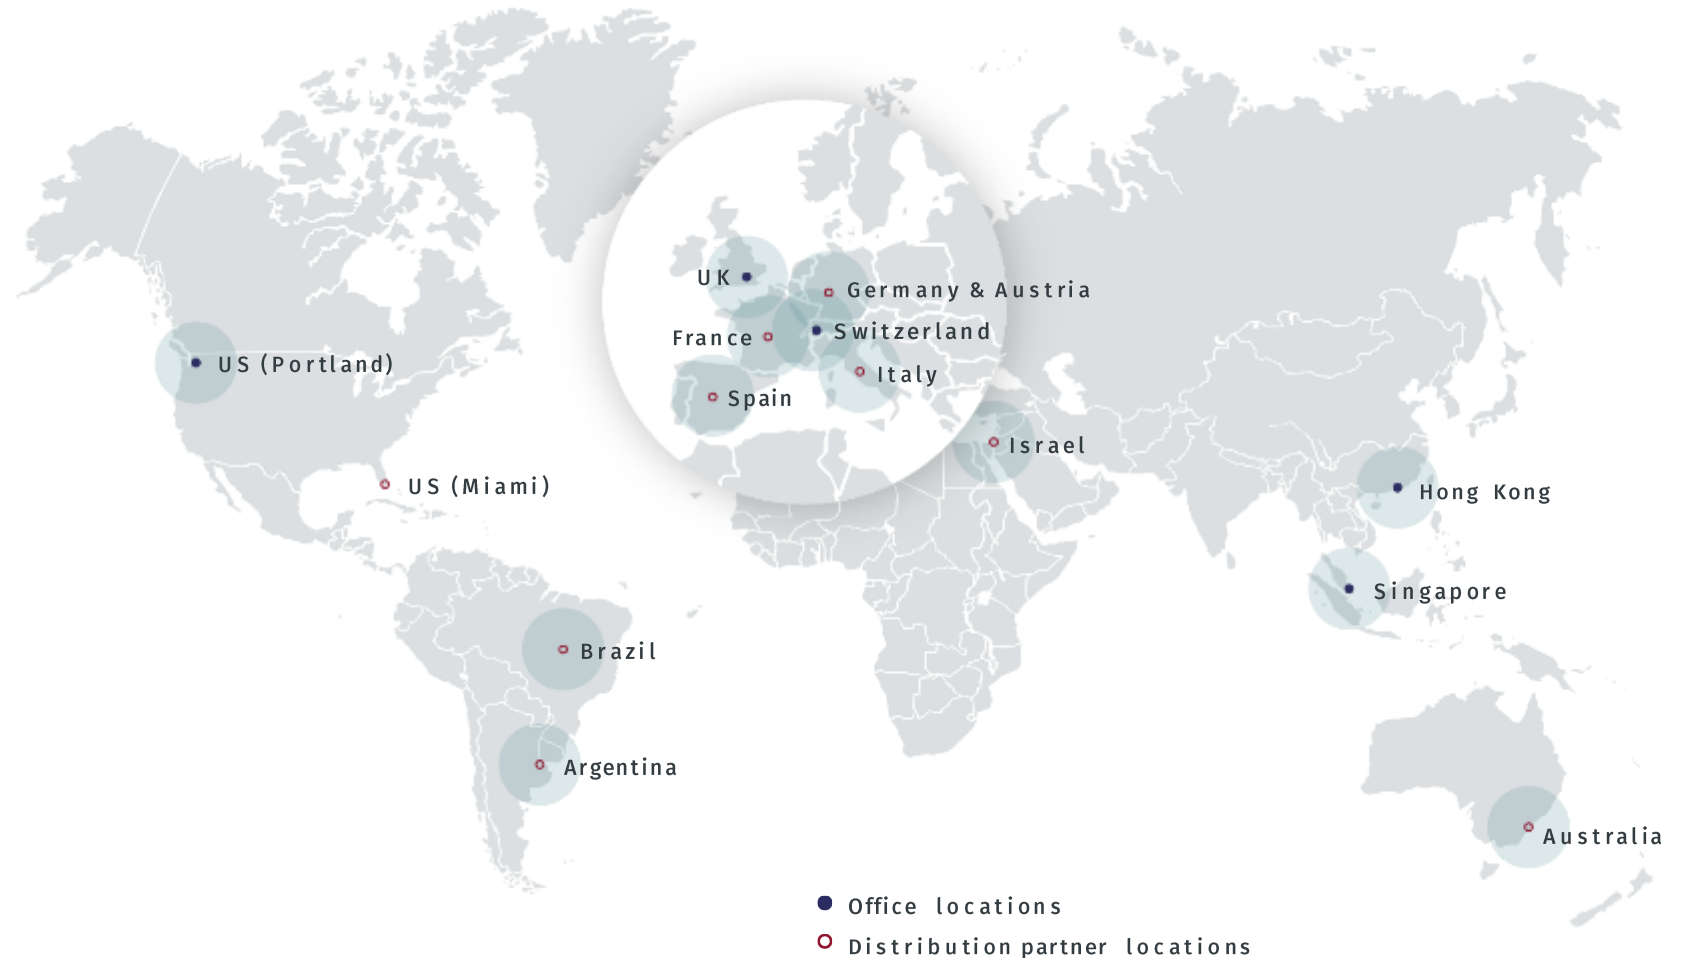 UK
Germany & Austria
France
Switzerland
US (Portland)
Italy
Spain
Israel
US (Miami)
Hong Kong
Singapore
Brazil
Argentina
Australia
Office locations
Distribution partner locations